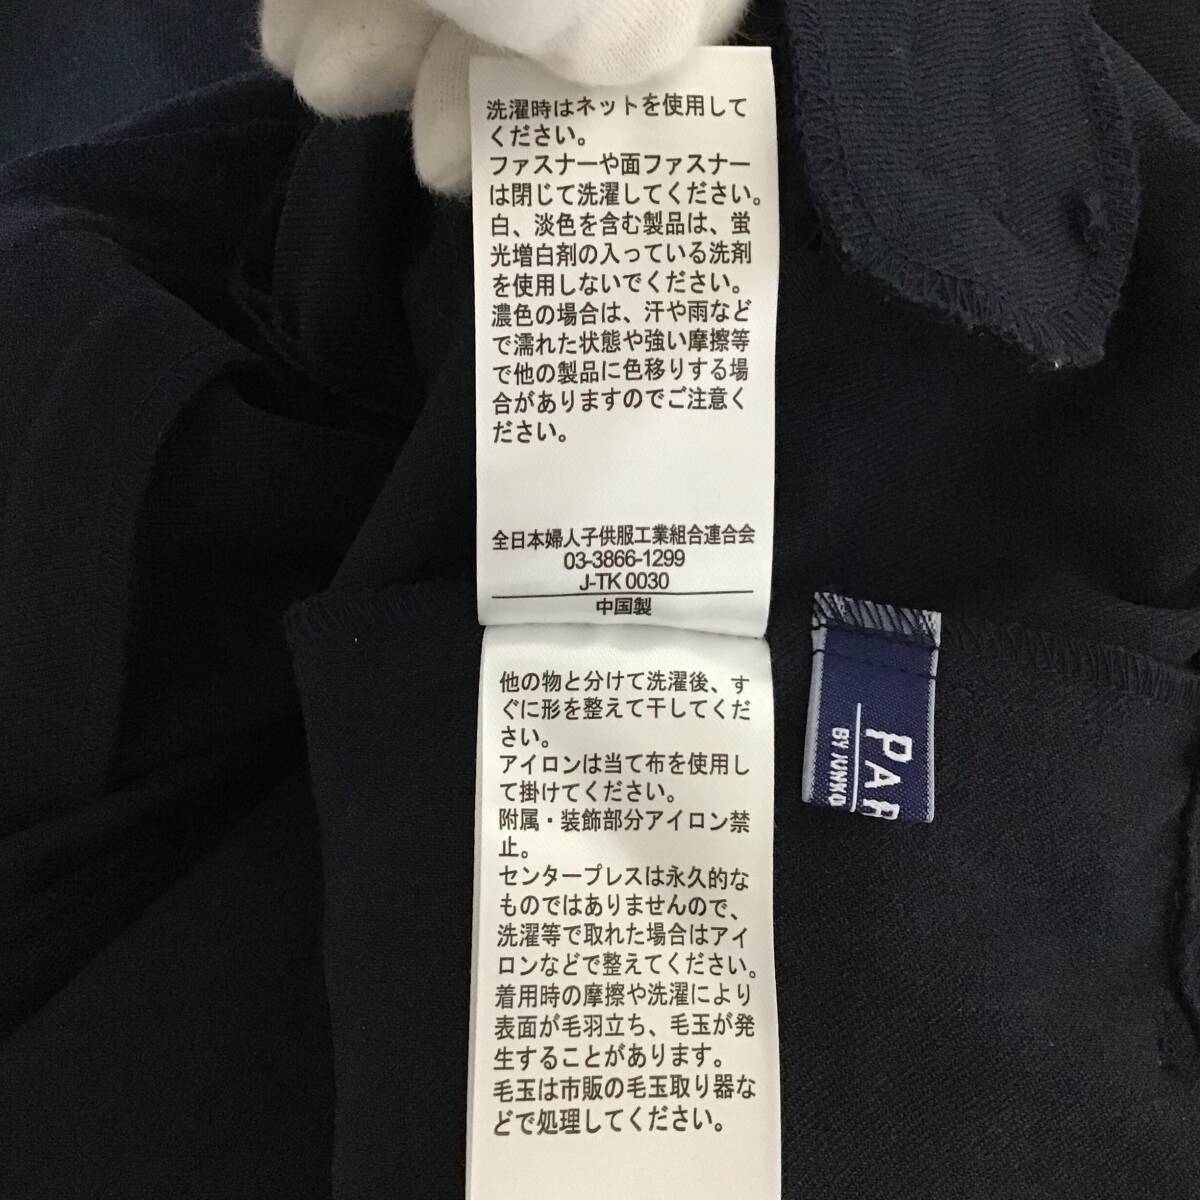 洗濯時はネットを使用して
ください。
ファスナーや面ファスナー
は閉じて洗濯してください。
白、淡色を含む製品は、蛍
光増白剤の入っている洗剤
を使用しないでください。
濃色の場合は、汗や雨などで
で濡れた状態や強い摩擦等
で他の製品に色移りする場
合がありますのでご注意く
ださい。
全日本婦人子供服工業組合連合会
03-3866-1299
J-TK 0030
中国製
他の物と分けて洗濯後、す
ぐに形を整えて干してくだ
さい。
アイロンは当て布を使用し
て掛けてください。
附属・装飾部分アイロン禁
止。
センタープレスは永久的な
ものではありませんので、
洗濯等で取れた場合はアイ
ロンなどで整えてください。
着用時の摩擦や洗濯により
表面が毛羽立ち、毛玉が発
生することがあります。
毛玉は市販の毛玉取り器な
どで処理してください。
PAR
BY JUNKO